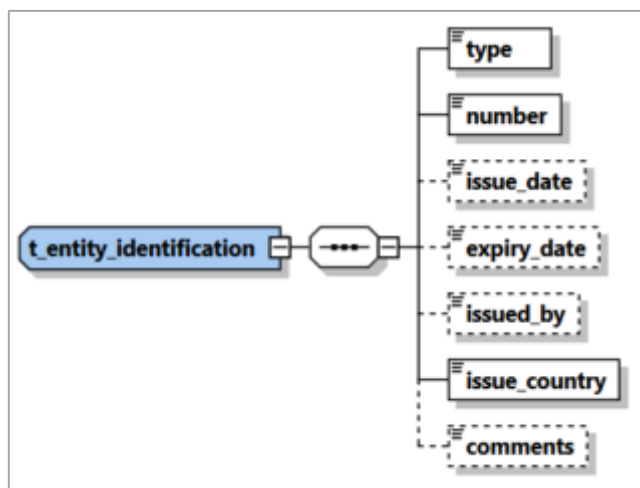 type
number
issue_date
t_entity_identification
expiry_date
issued_by
issue_country
comments